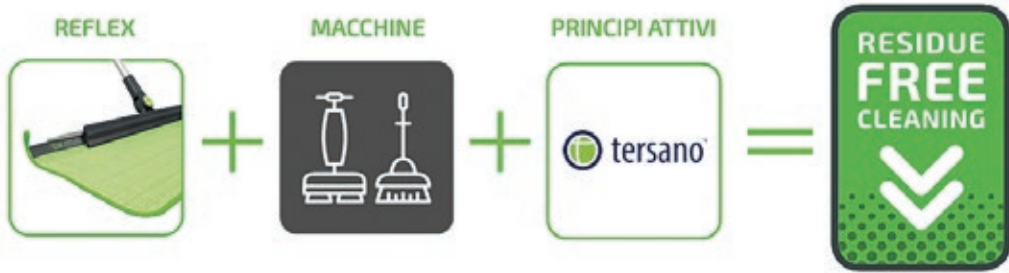 REFLEX
MACCHINE
PRINCIPI ATTIVI
tersano
RESIDUE
FREE
CLEANING